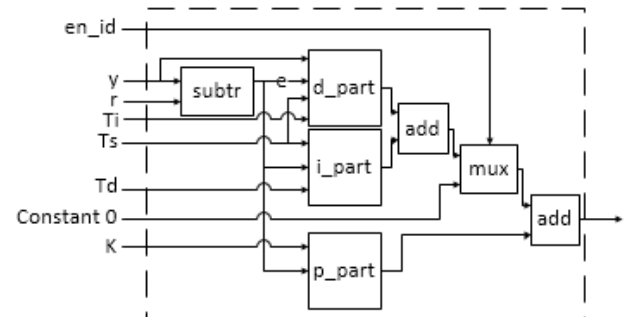 en_id
y
r
Ti
Ts
Td
Constant 0
K
subtr
e
d_part
i_part
p_part
add
mux
add